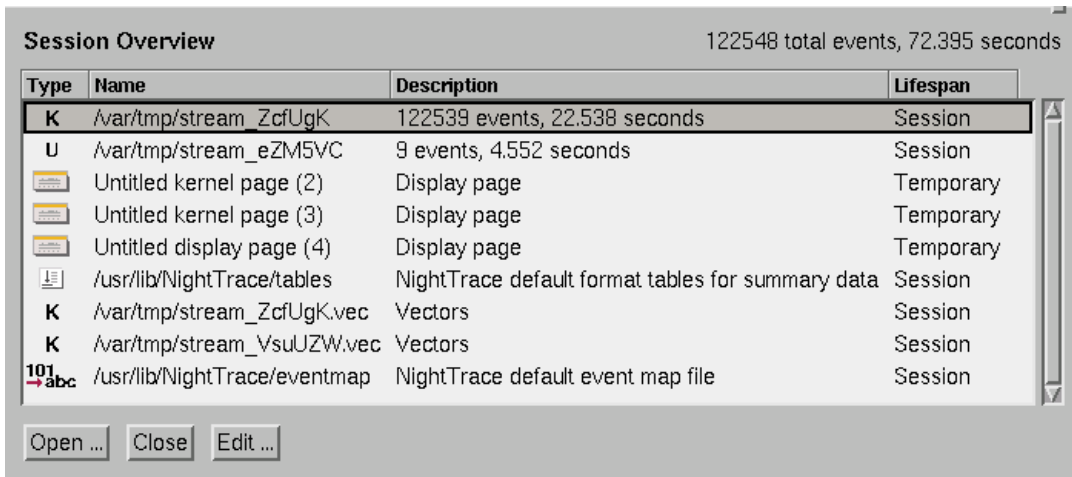 Session Overview 122548 total events, 72.395 seconds
Type Name Description Lifespan
K /var/tmp/stream_ZcfUgK 122539 events, 22.538 seconds Session
U /var/tmp/stream_eZM5VC 9 events, 4.552 seconds Session
Untitled kernel page (2) Display page Temporary
Untitled kernel page (3) Display page Temporary
Untitled display page (4) Display page Temporary
/usr/lib/NightTrace/tables NightTrace default format tables for summary data Session
K /var/tmp/stream_ZcfUgK.vec Vectors Session
K /var/tmp/stream_VsuUZW.vec Vectors Session
101 abc /usr/lib/NightTrace/eventmap NightTrace default event map file Session
Open ... Close Edit ...